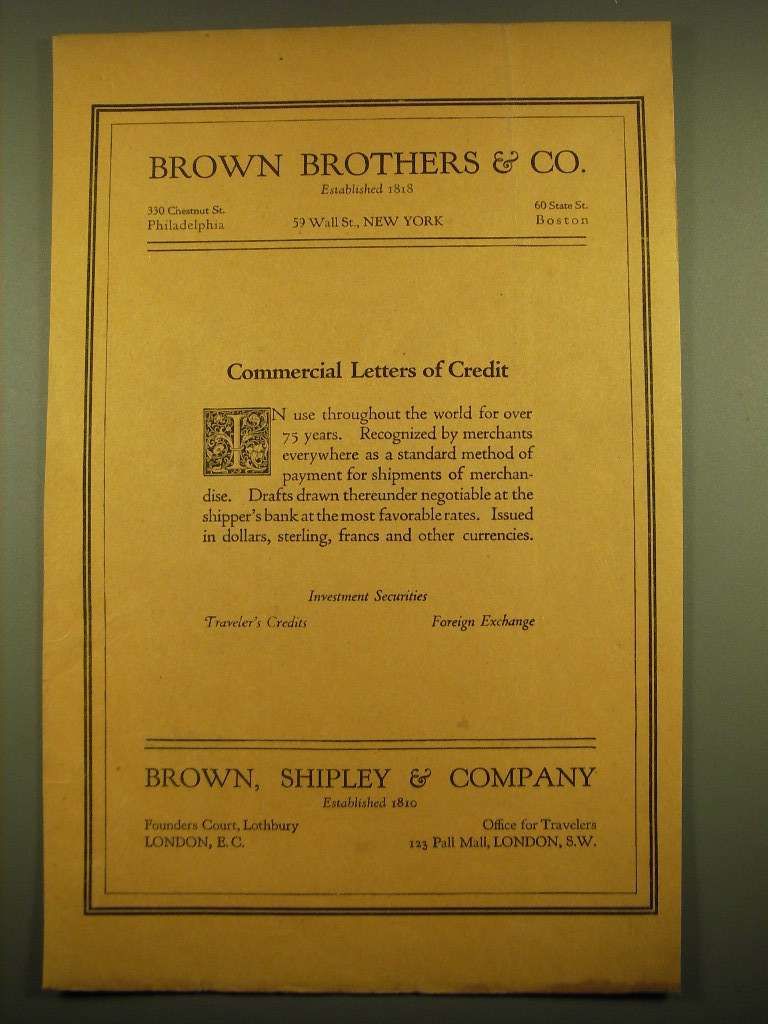 BROWN BROTHERS & CO.
Established 1818
330 Chestnut St.
Philadelphia
59 Wall St., NEW YORK
60 State St.
Boston
Commercial Letters of Credit
IN use throughout the world for over
75 years. Recognized by merchants
everywhere as a standard method of
payment for shipments of merchan-
dise. Drafts drawn thereunder negotiable at the
shipper's bank at the most favorable rates. Issued
in dollars, sterling, francs and other currencies.
Investment Securities
Traveler's Credits Foreign Exchange
BROWN, SHIPLEY & COMPANY
Established 1810
Founders Court, Lothbury
LONDON, E. C.
Office for Travelers
123 Pall Mall, LONDON, S.W.